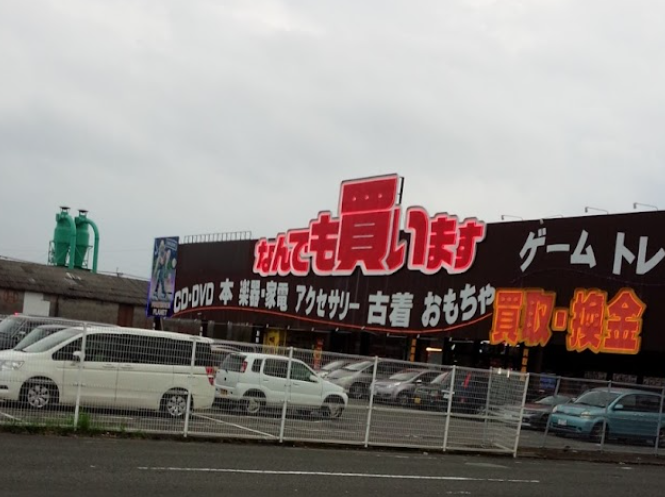 なんでも買います
ゲーム トレ
CD・DVD 本 楽器・家電 アクセサリー 古着 おもちゃ
買取・換金